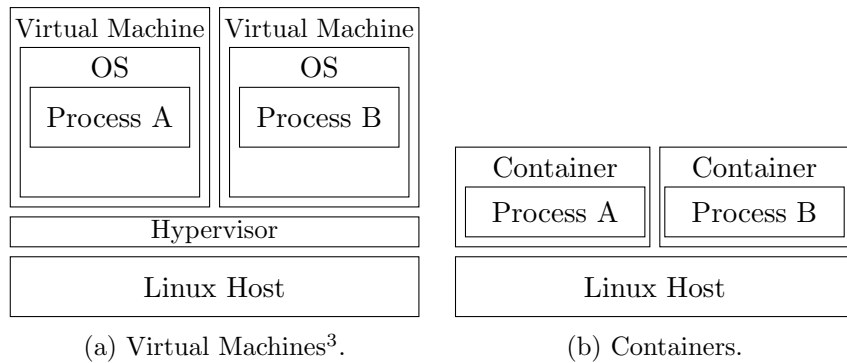 Virtual Machine
OS
Process A
Virtual Machine
OS
Process B
Hypervisor
Linux Host
(a) Virtual Machines³.
Container
Process A
Container
Process B
Linux Host
(b) Containers.